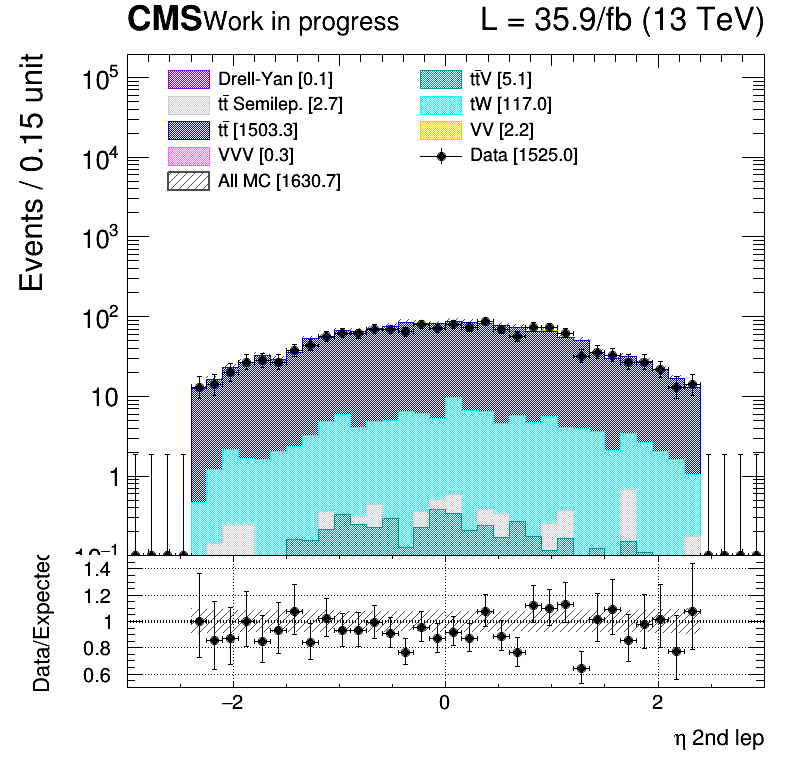 CMS Work in progress L = 35.9/fb (13 TeV)
Events / 0.15 unit
Drell-Yan [0.1]
tt̄ Semilep. [2.7]
tt̄ [1503.3]
VVV [0.3]
All MC [1630.7]
tt̄V [5.1]
tW [117.0]
VV [2.2]
Data [1525.0]
10⁵
10⁴
10³
10²
10
1
10⁻¹
Data/Expected
1.4
1.2
1
0.8
0.6
−2 0 2
η 2nd lep